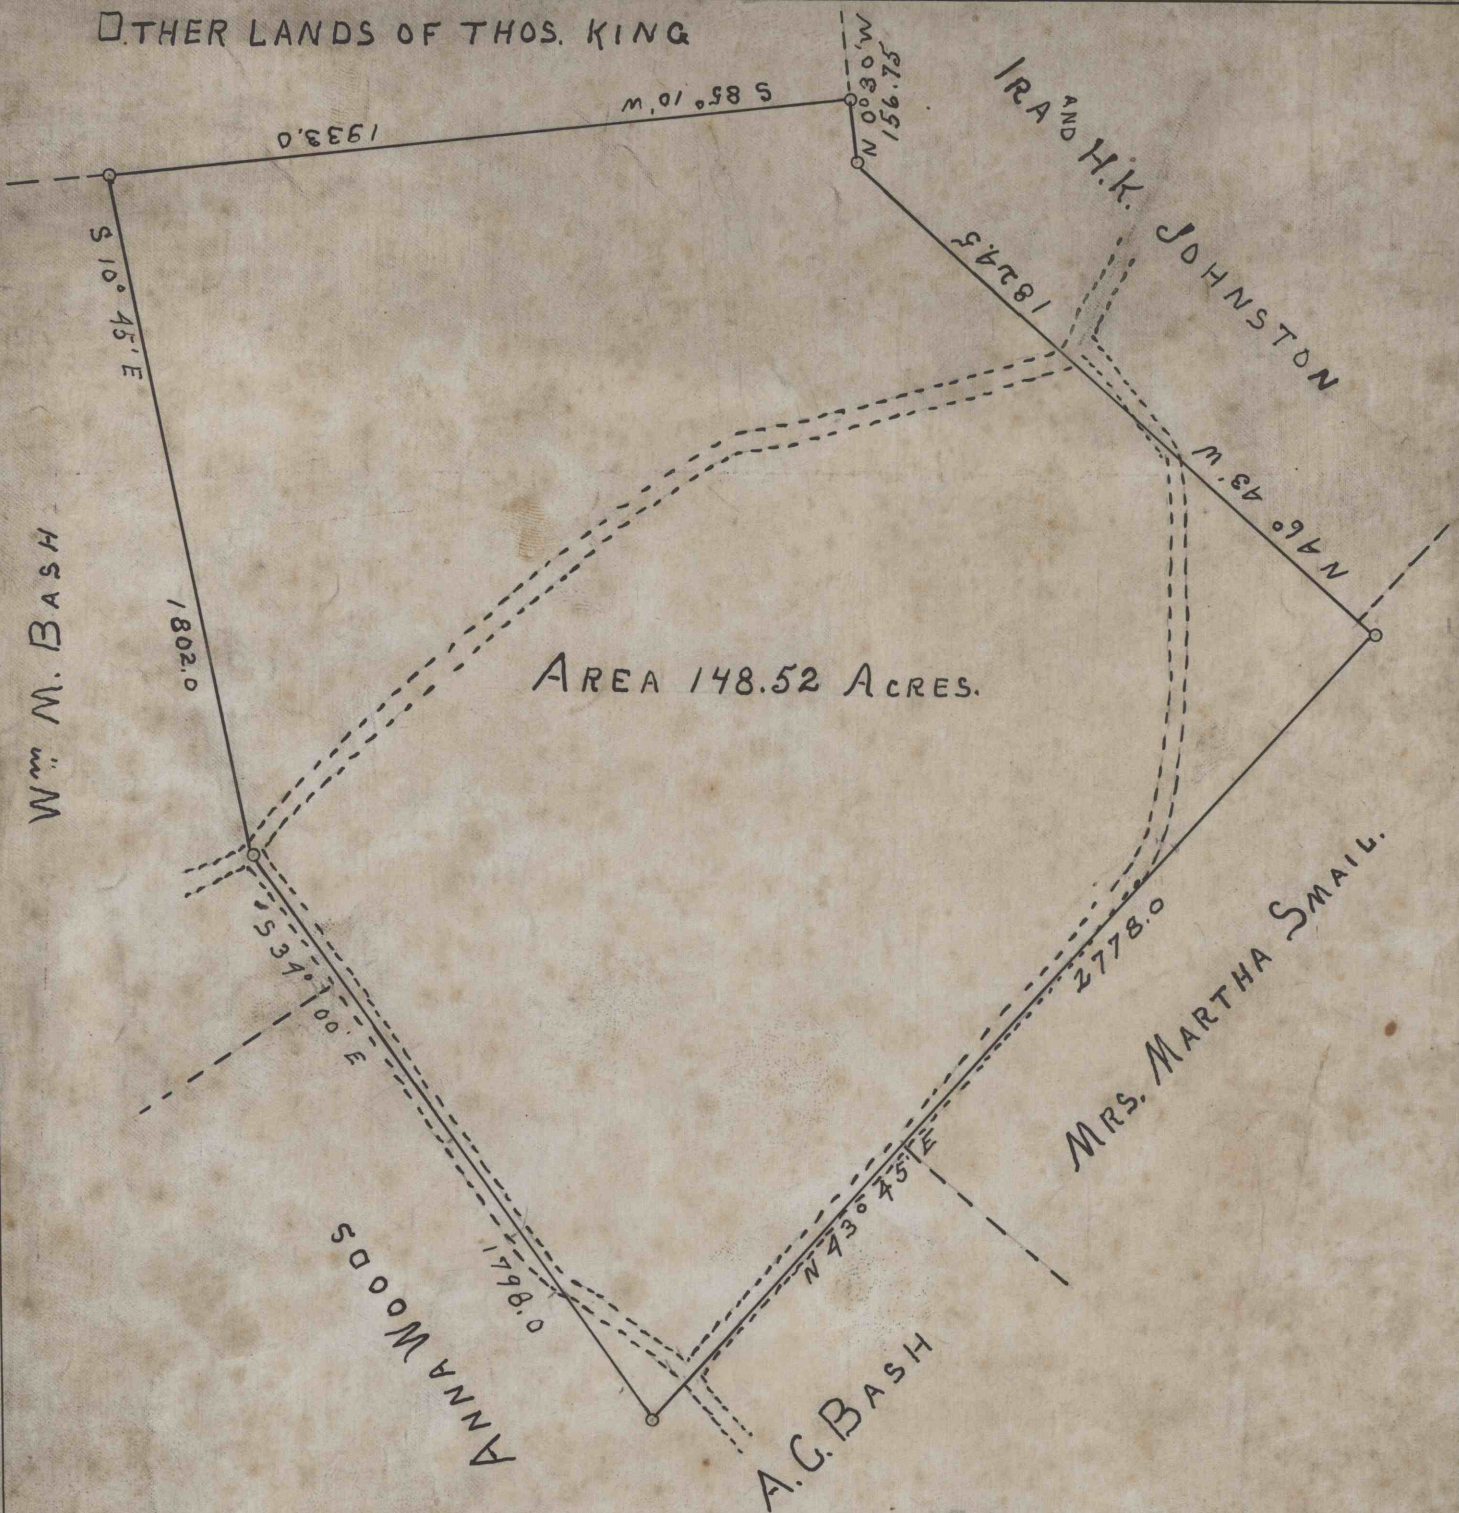 OTHER LANDS OF THOS. KING
S 85° 10' W
1933.0
N 0° 30' W
156.75
IRA AND H.K. JOHNSTON
1824.5
N 46° 43' W
S 10° 45' E
1802.0
Wm. M. BASH
AREA 148.52 ACRES.
2778.0
N 43° 45' E
MRS. MARTHA SMAIL.
S 34° 00' E
1798.0
ANNA WOODS
A.C. BASH